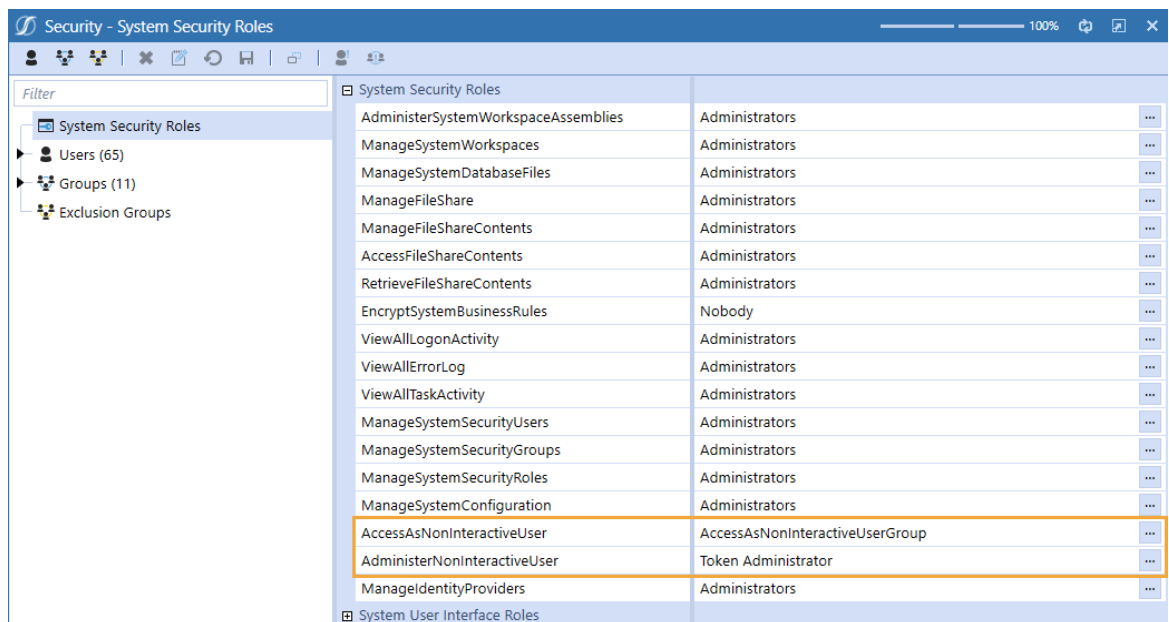 Security - System Security Roles
100%
Filter
System Security Roles
Users (65)
Groups (11)
Exclusion Groups
System Security Roles
AdministerSystemWorkspaceAssemblies Administrators ...
ManageSystemWorkspaces Administrators ...
ManageSystemDatabaseFiles Administrators ...
ManageFileShare Administrators ...
ManageFileShareContents Administrators ...
AccessFileShareContents Administrators ...
RetrieveFileShareContents Administrators ...
EncryptSystemBusinessRules Nobody ...
ViewAllLogonActivity Administrators ...
ViewAllErrorLog Administrators ...
ViewAllTaskActivity Administrators ...
ManageSystemSecurityUsers Administrators ...
ManageSystemSecurityGroups Administrators ...
ManageSystemSecurityRoles Administrators ...
ManageSystemConfiguration Administrators ...
AccessAsNonInteractiveUser AccessAsNonInteractiveUserGroup ...
AdministerNonInteractiveUser Token Administrator ...
ManageIdentityProviders Administrators ...
System User Interface Roles